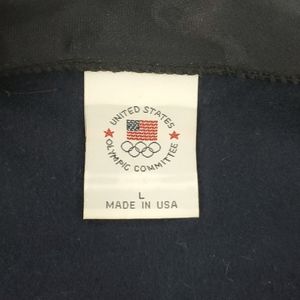 UNITED STATES
OLYMPIC COMMITTEE
L
MADE IN USA